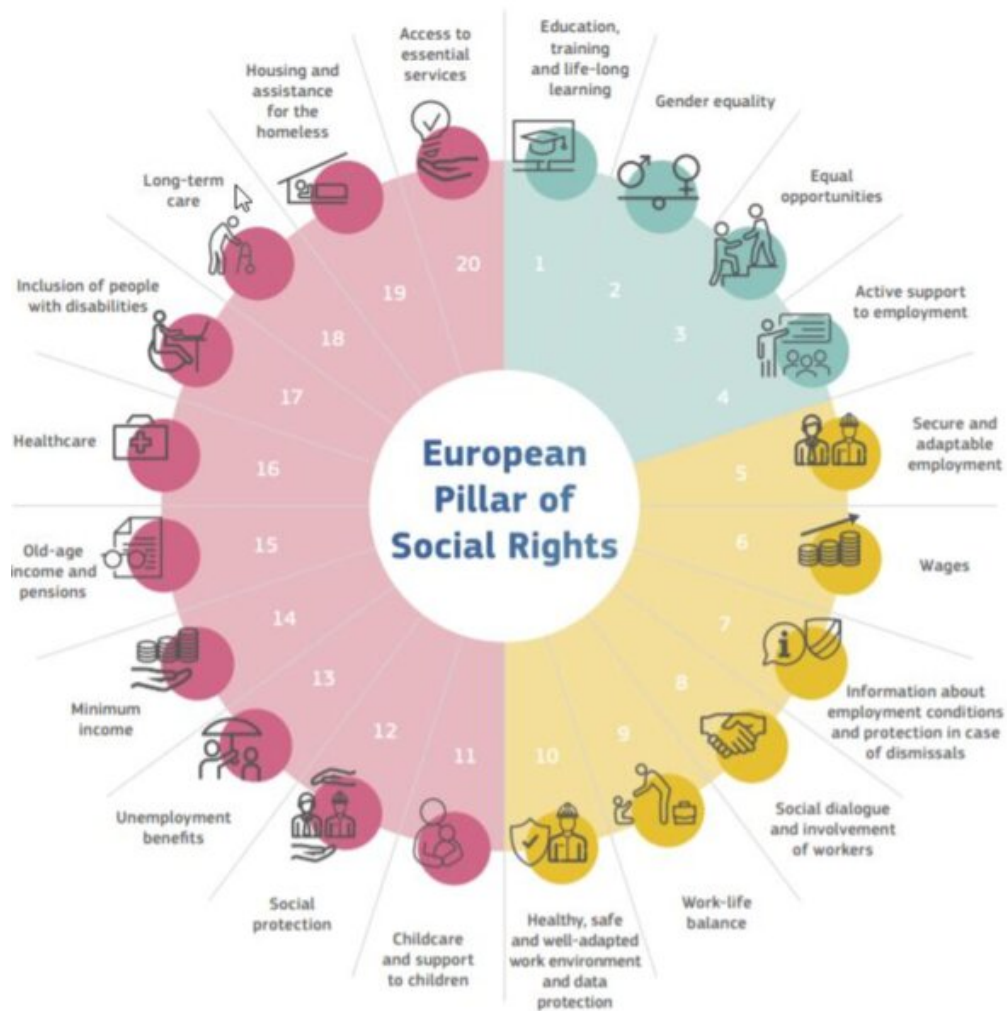 European
Pillar of
Social Rights
Education,
training
and life-long
learning
1
Gender equality
2
Equal
opportunities
3
Active support
to employment
4
Secure and
adaptable
employment
5
Wages
6
Information about
employment conditions
and protection in case
of dismissals
7
Social dialogue
and involvement
of workers
8
Work-life
balance
9
Healthy, safe
and well-adapted
work environment
and data
protection
10
Childcare
and support
to children
11
Social
protection
12
Unemployment
benefits
13
Minimum
income
14
Old-age
income and
pensions
15
Healthcare
16
Inclusion of people
with disabilities
17
Long-term
care
18
Housing and
assistance
for the
homeless
19
Access to
essential
services
20
i